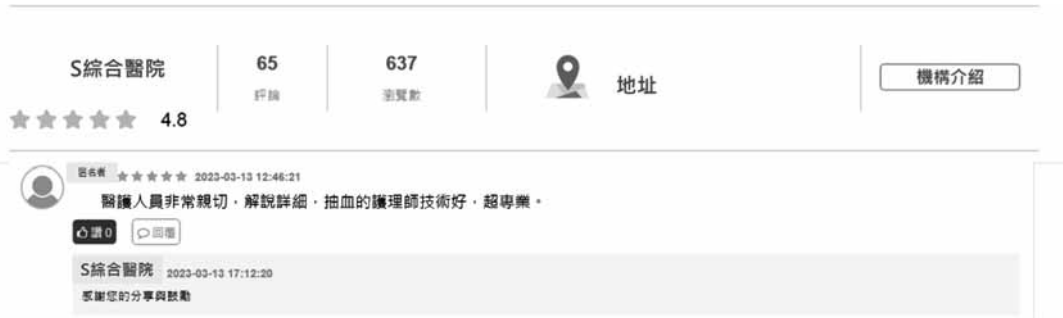 S綜合醫院
65
評論
637
瀏覽數
地址
機構介紹
4.8
匿名者 2023-03-13 12:46:21
醫護人員非常親切，解說詳細，抽血的護理師技術好，超專業。
讚 0 回覆
S綜合醫院 2023-03-13 17:12:20
感謝您的分享與鼓勵